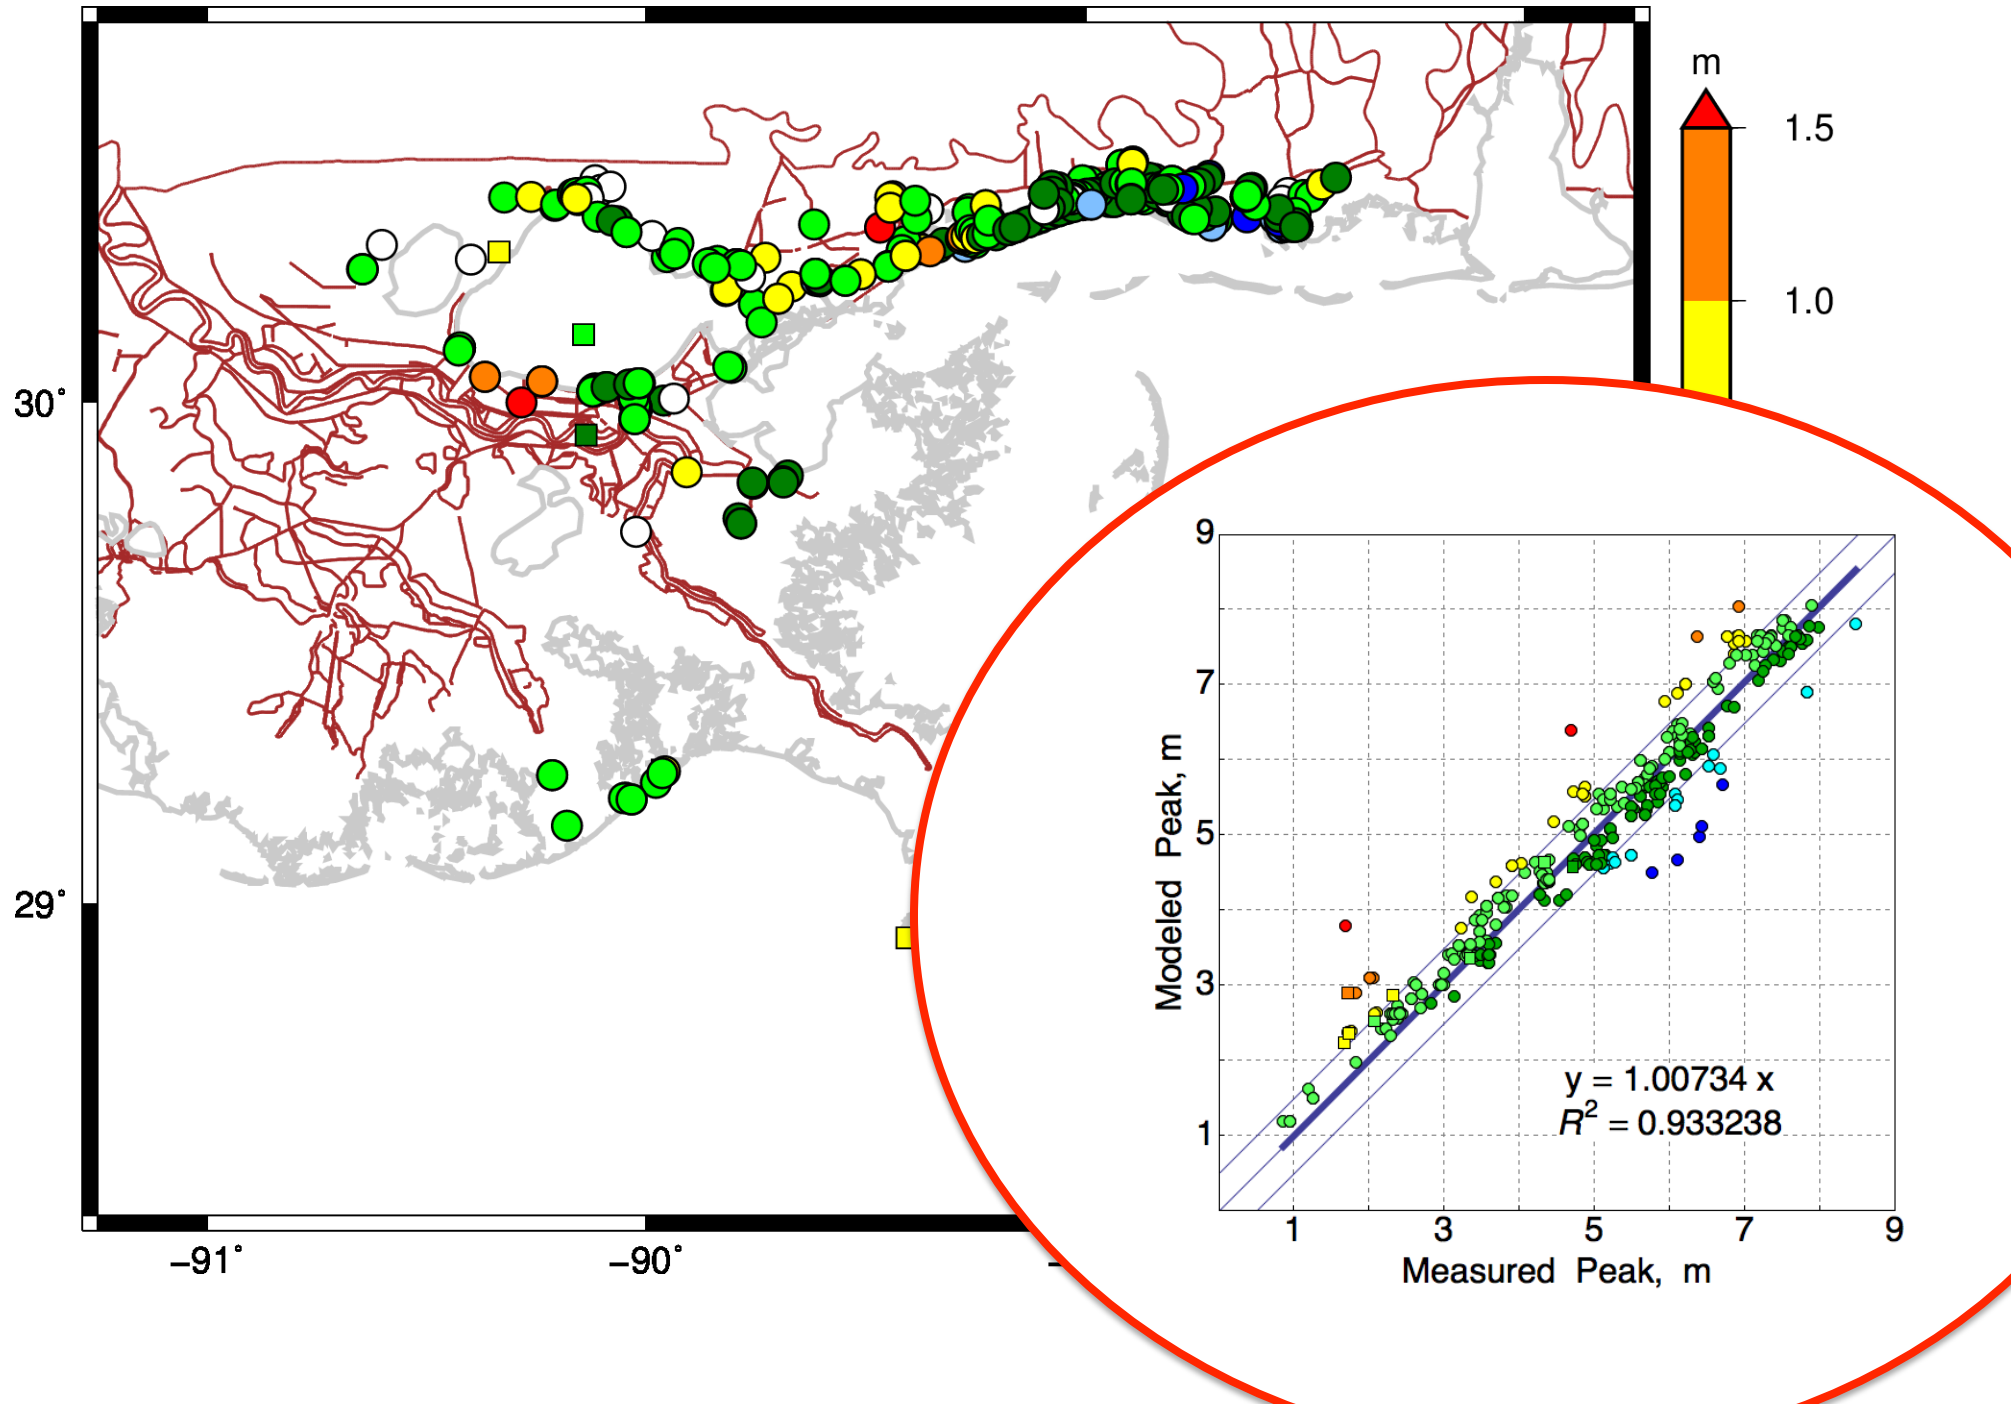 m
1.5
1.0
30°
29°
−91°
−90°
−
9
7
5
3
1
Modeled Peak, m
y = 1.00734 x
R² = 0.933238
1 3 5 7 9
Measured Peak, m